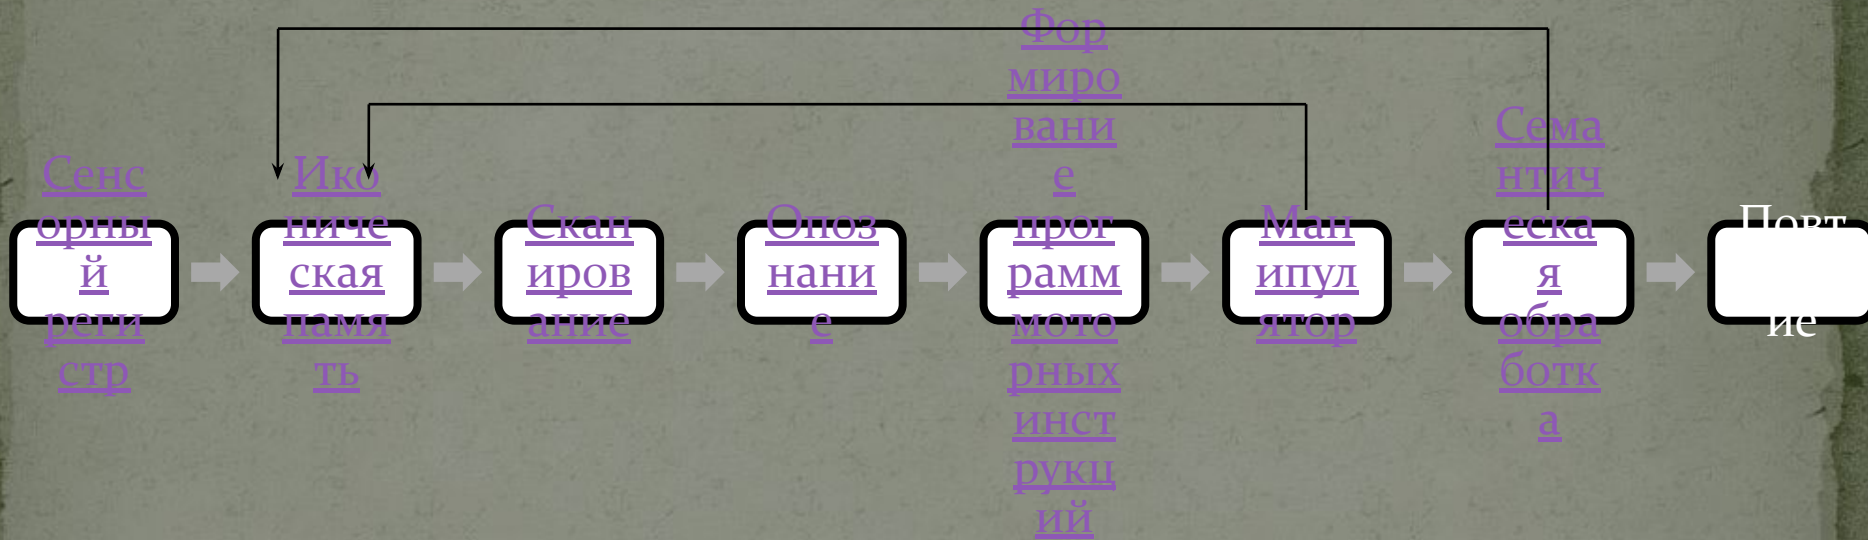 Сенс
орны
й
реги
стр
Ико
ниче
ская
памя
ть
Скан
иров
ание
Опоз
нани
е
Фор
миро
вани
е
прог
рамм
мото
рных
инст
рукц
ий
Ман
ипул
ятор
Сема
нтич
еска
я
обра
ботк
а
Повт
ие